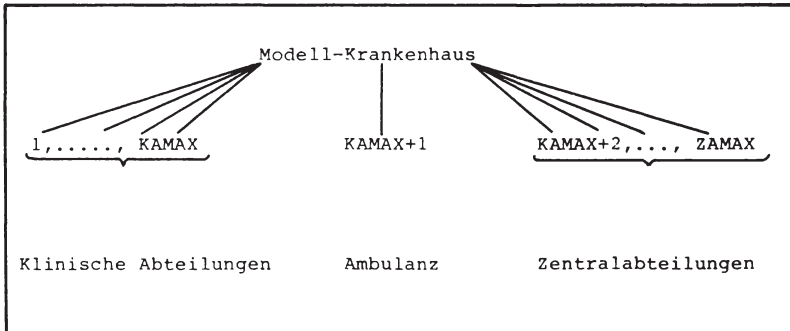 Modell-Krankenhaus
1,....., KAMAX KAMAX+1 KAMAX+2,..., ZAMAX
Klinische Abteilungen Ambulanz Zentralabteilungen